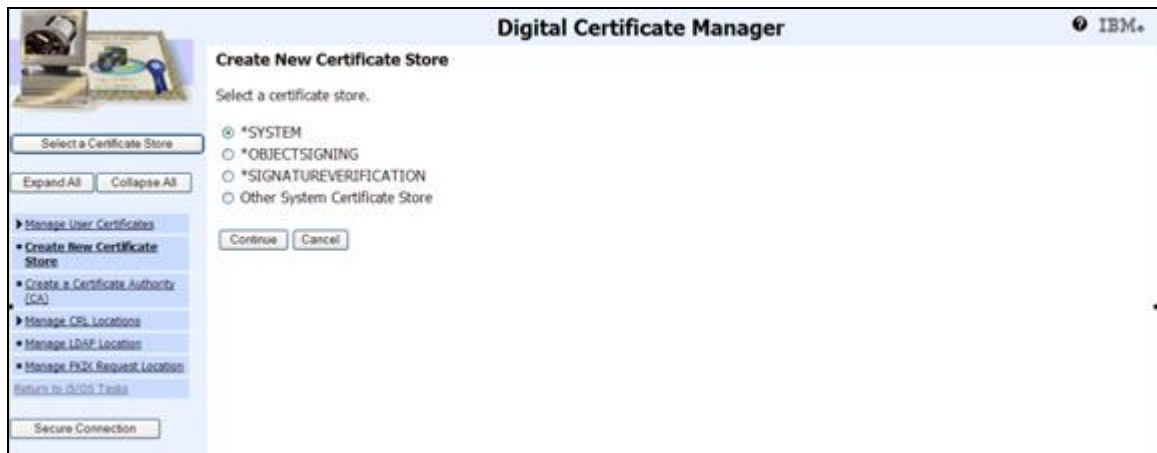 Digital Certificate Manager
IBM.
Create New Certificate Store
Select a certificate store.
*SYSTEM
*OBJECTSIGNING
*SIGNATUREVERIFICATION
Other System Certificate Store
Continue
Cancel
Select a Certificate Store
Expand All
Collapse All
Manage User Certificates
Create New Certificate
Store
Create a Certificate Authority
(CA)
Manage CRL Locations
Manage LDAP Location
Manage PKIX Request Location
Return to i5/OS Tasks
Secure Connection